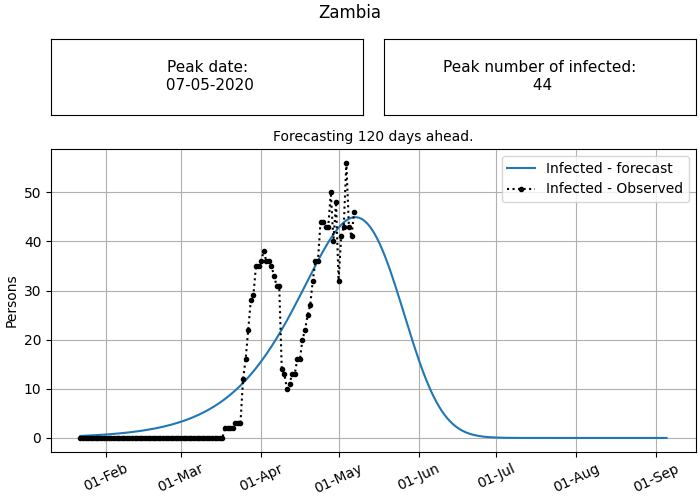 Zambia
Peak date:
07-05-2020
Peak number of infected:
44
Forecasting 120 days ahead.
Infected - forecast
Infected - Observed
Persons
50
40
30
20
10
0
01-Feb
01-Mar
01-Apr
01-May
01-Jun
01-Jul
01-Aug
01-Sep